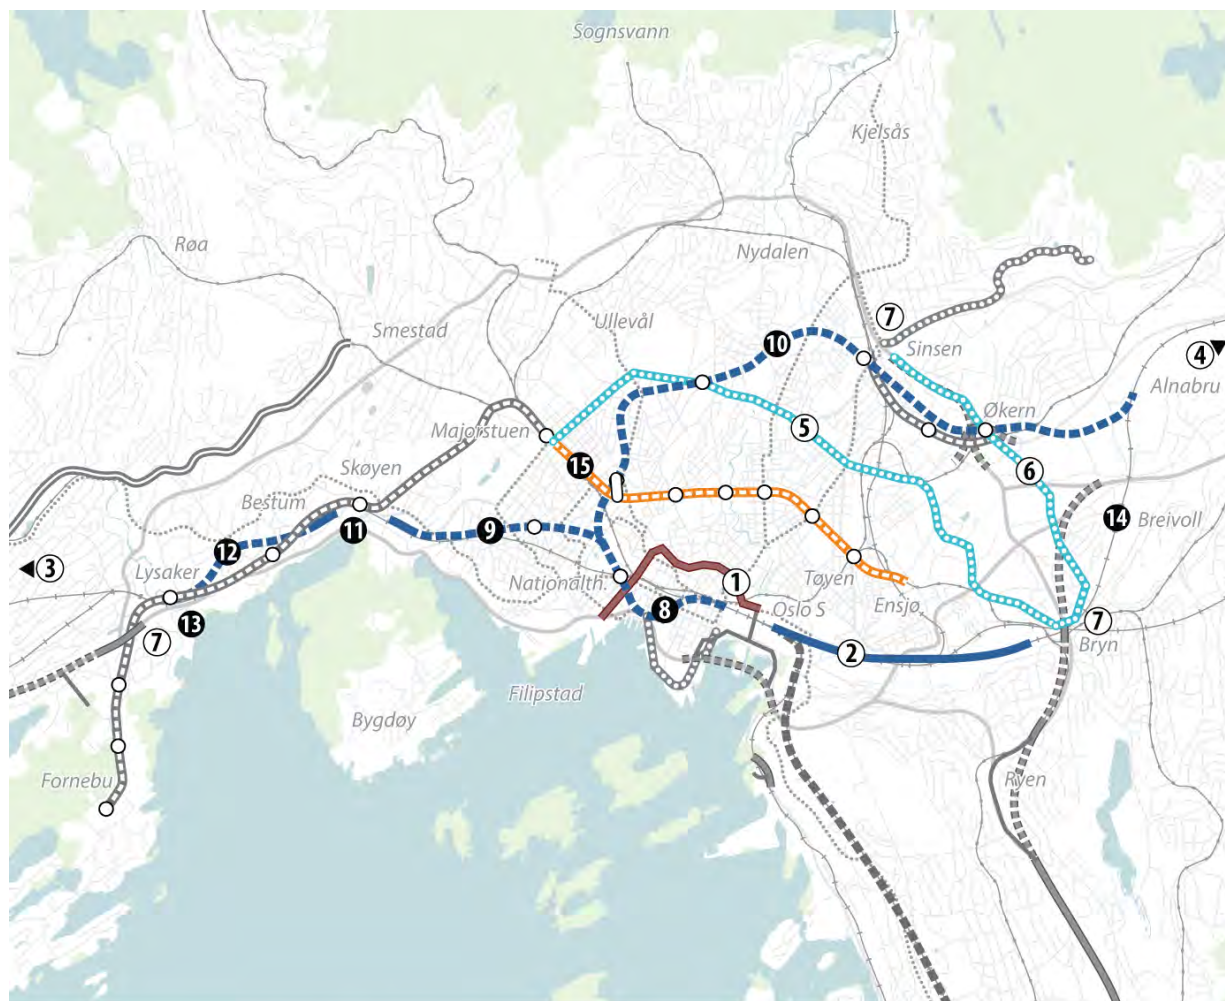 Sognsvann
Kjelsås
Røa
Nydalen
Ullevål
Smestad
7
10
Sinsen
4
Alnabru
Økern
Majorstuen
5
15
Skøyen
6
Bestum
9
11
14
Breivoll
12
3
Lysaker
Nationalth
1
Tøyen
Ensjø
8
Oslo S
13
7
7
Bryn
2
Filipstad
Bygdøy
Fornebu
Ryen